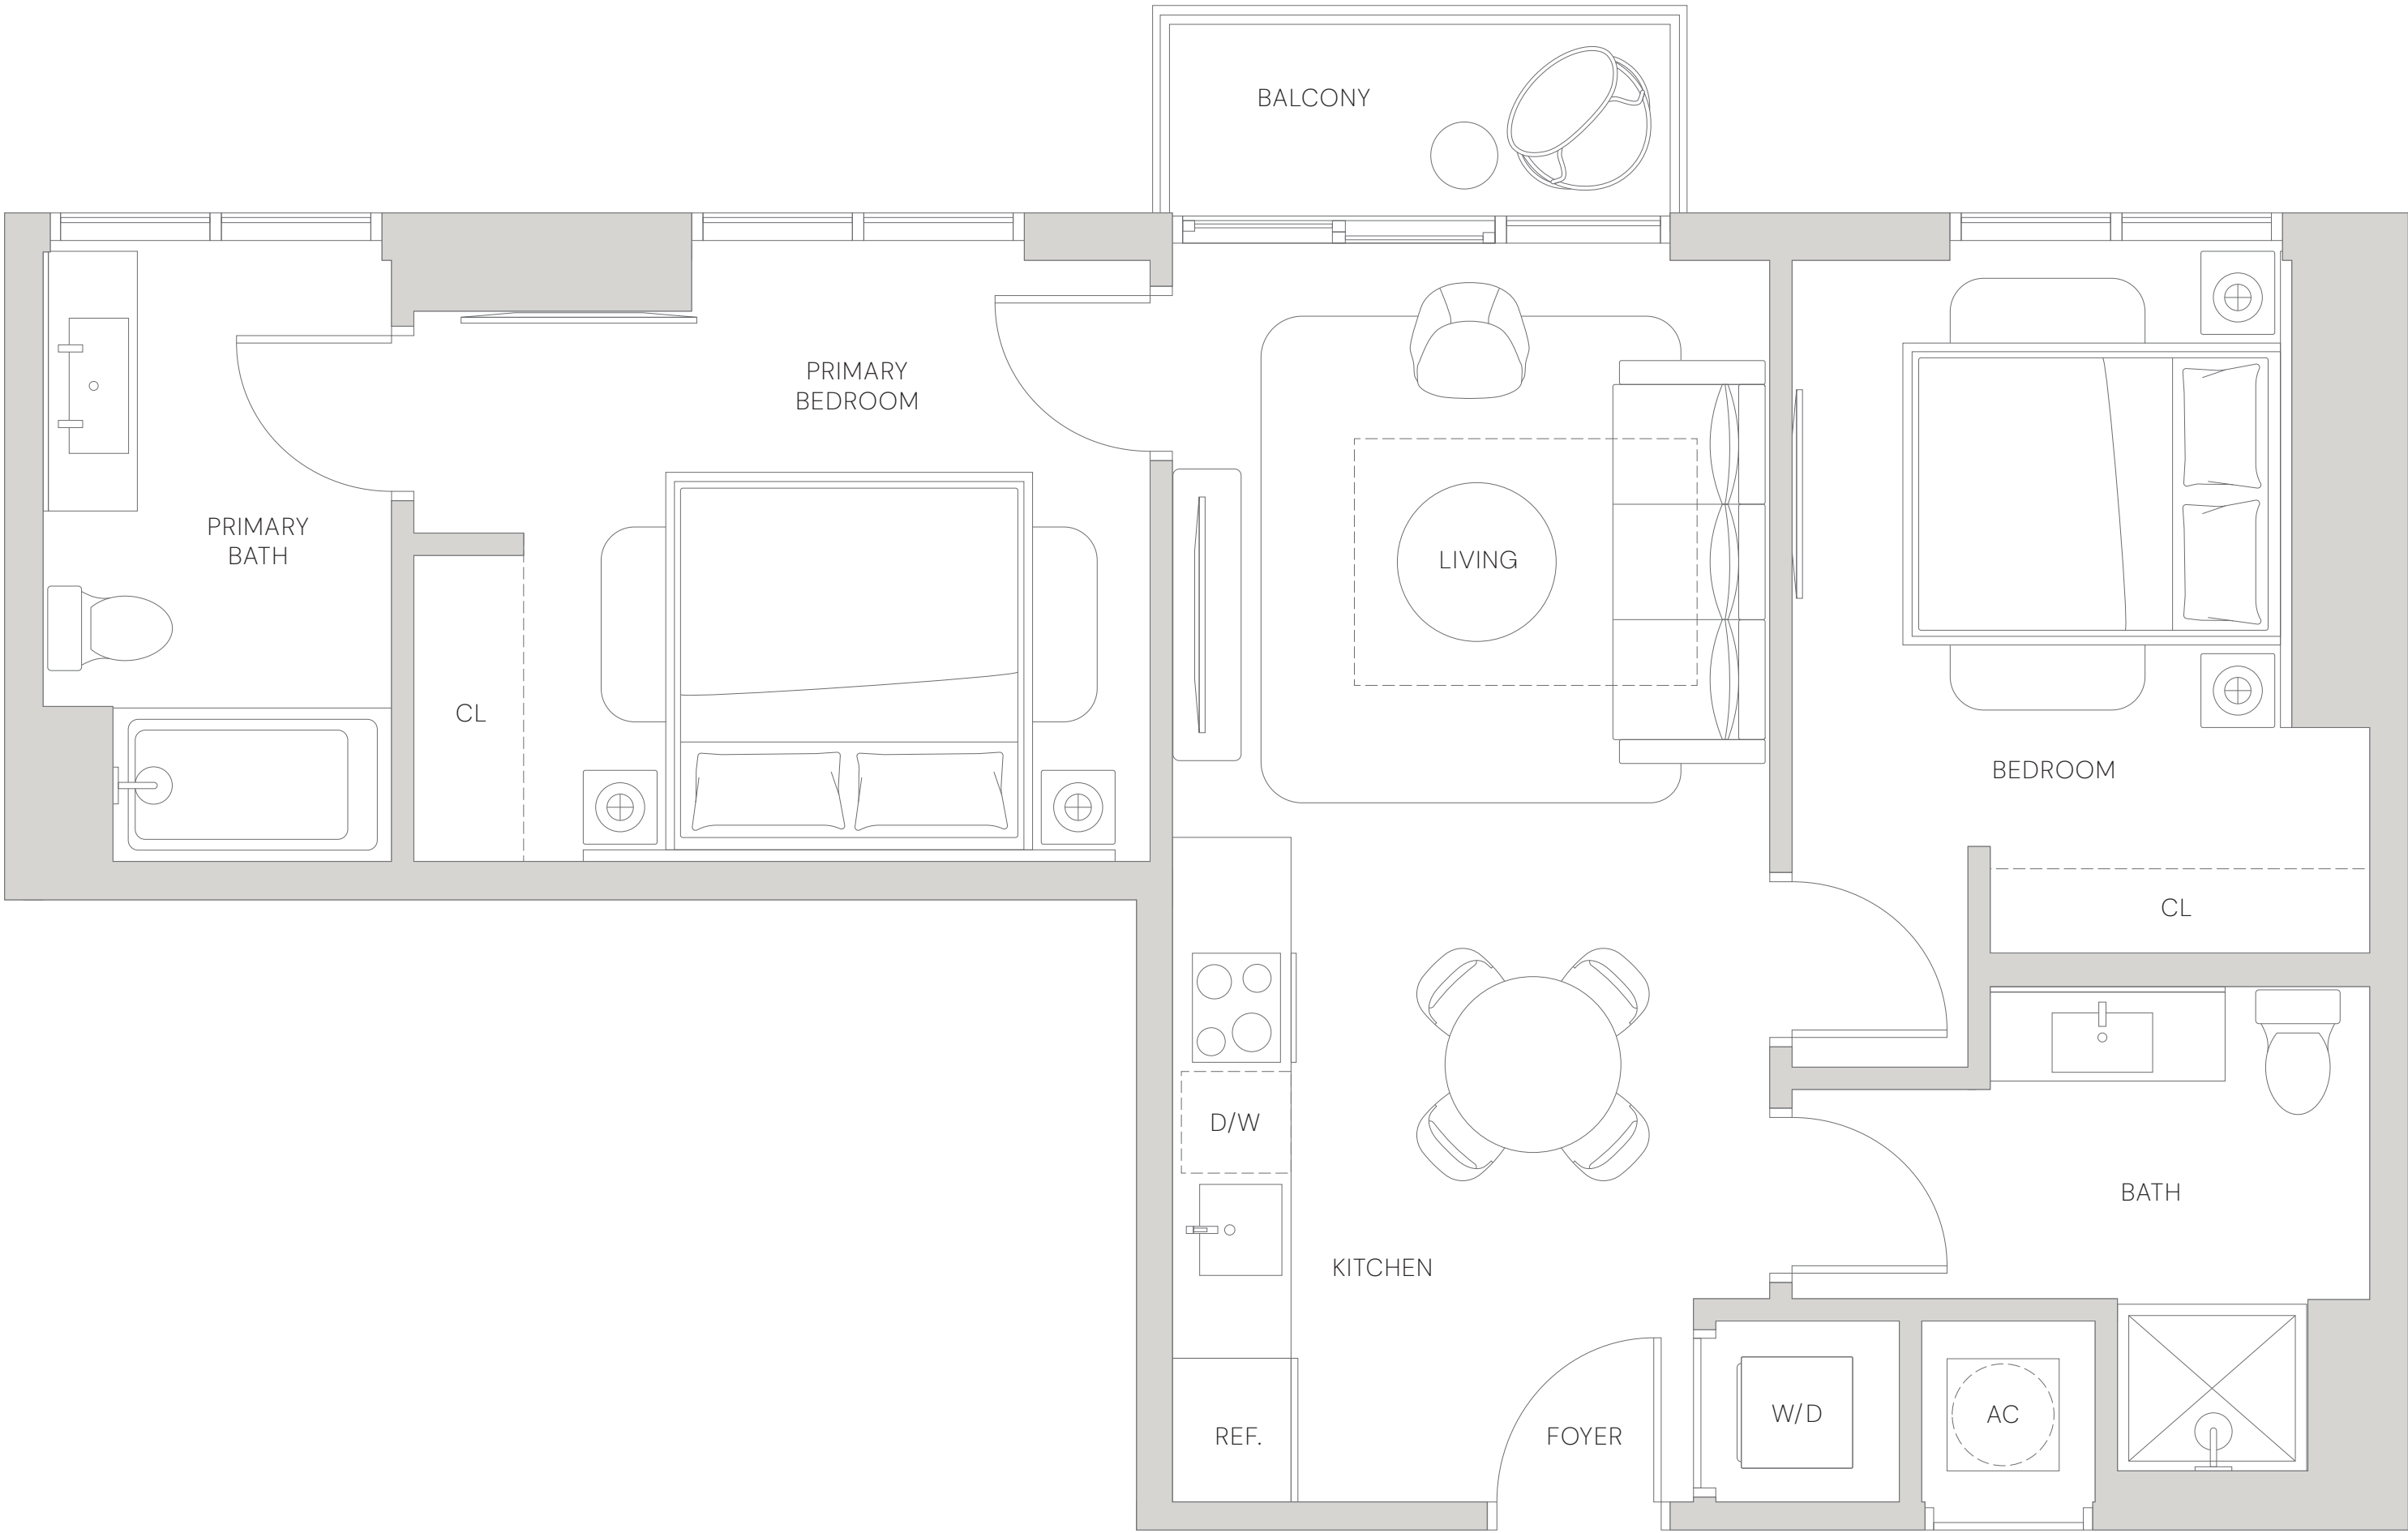 BALCONY
PRIMARY
BEDROOM
PRIMARY
BATH
LIVING
CL
BEDROOM
CL
D/W
BATH
KITCHEN
REF.
FOYER
W/D
AC